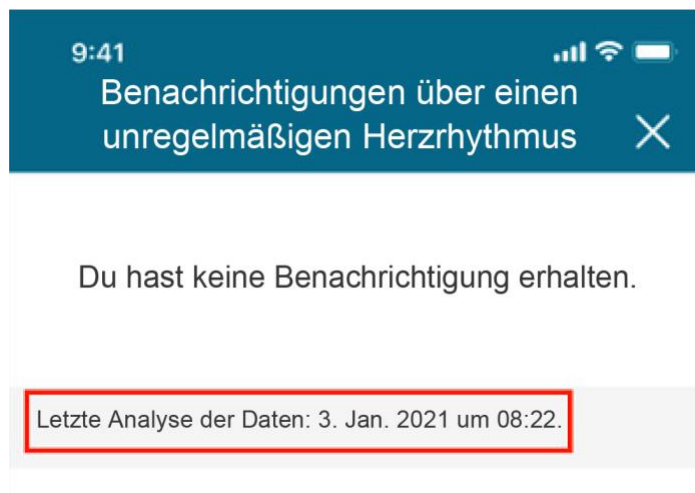 9:41
Benachrichtigungen über einen
unregelmäßigen Herzrhythmus
Du hast keine Benachrichtigung erhalten.
Letzte Analyse der Daten: 3. Jan. 2021 um 08:22.